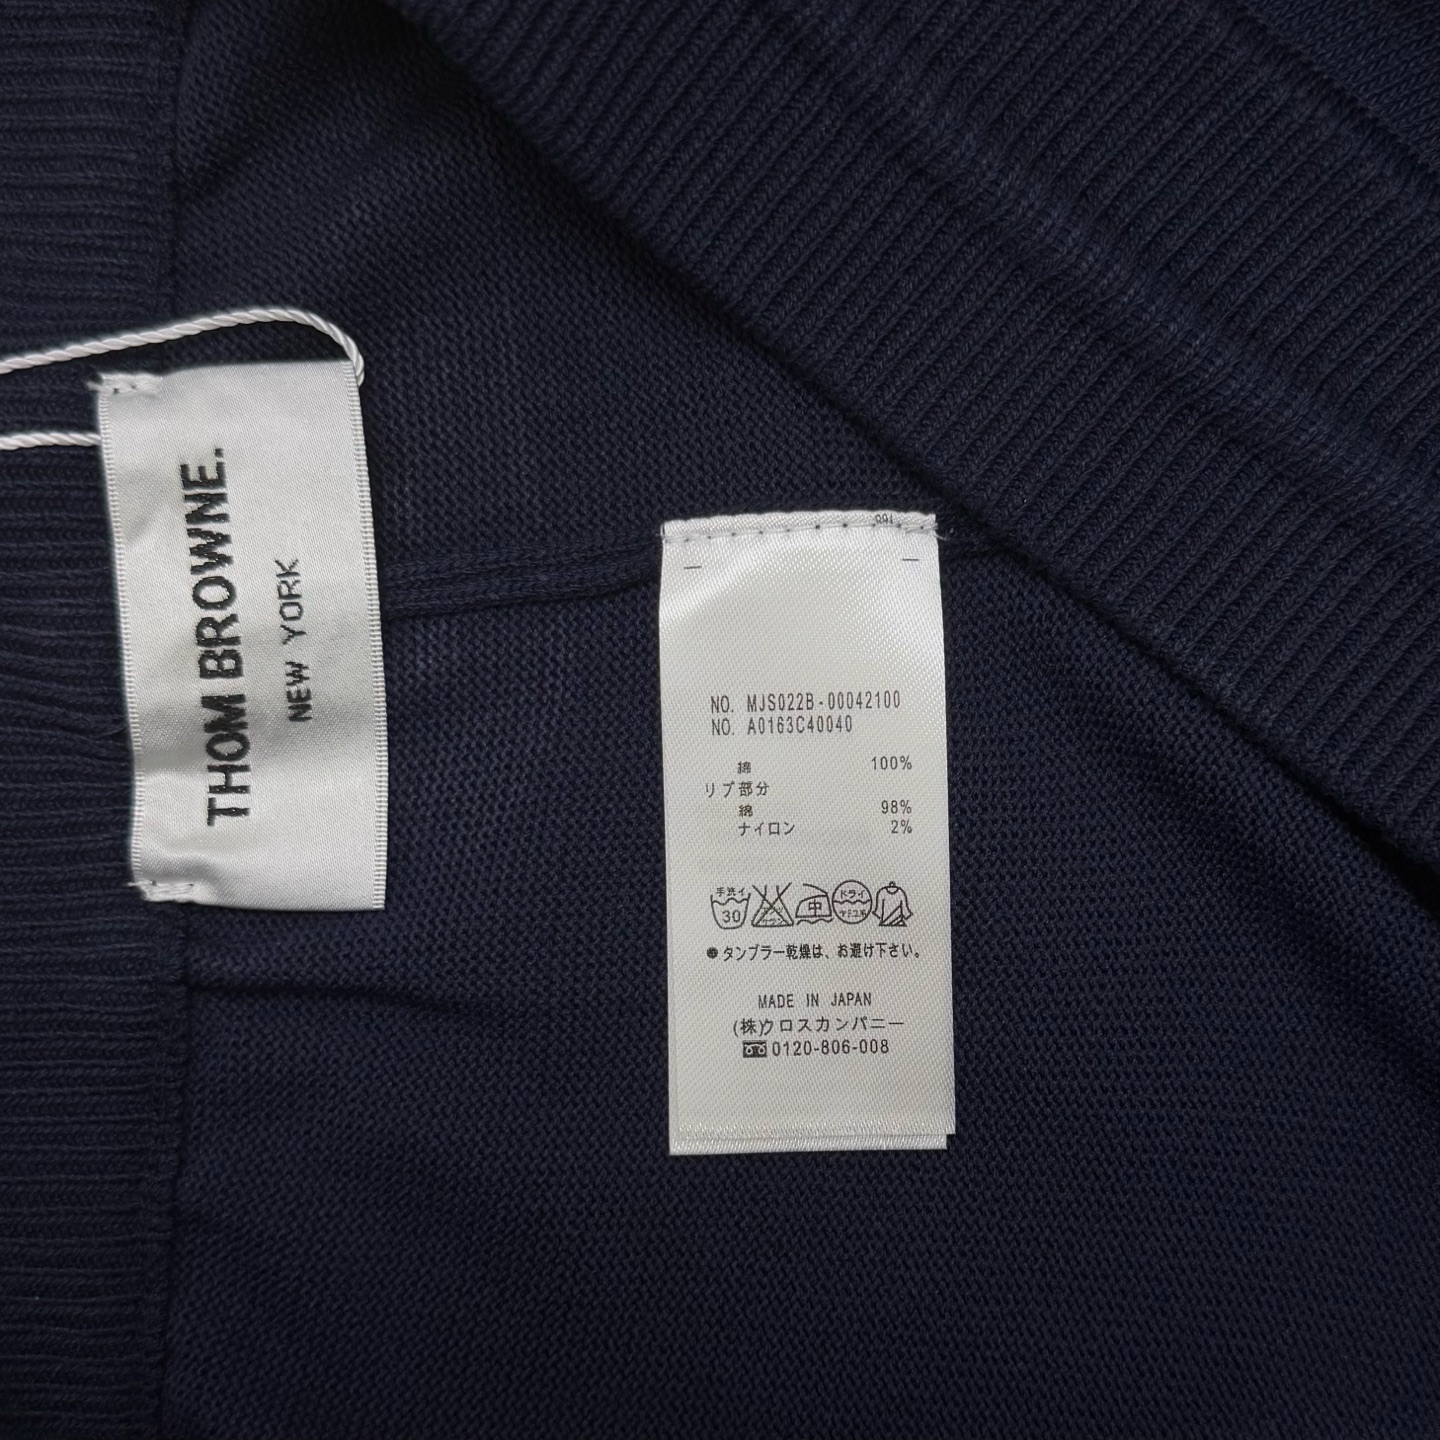 THOM BROWNE.
NEW YORK
NO. MJS022B-00042100
NO. A0163C40040
綿 100%
リブ部分
綿 98%
ナイロン 2%
手洗イ
30
中
ドライ
●タンブラー乾燥は、お避け下さい。
MADE IN JAPAN
(株)クロスカンパニー
0120-806-008